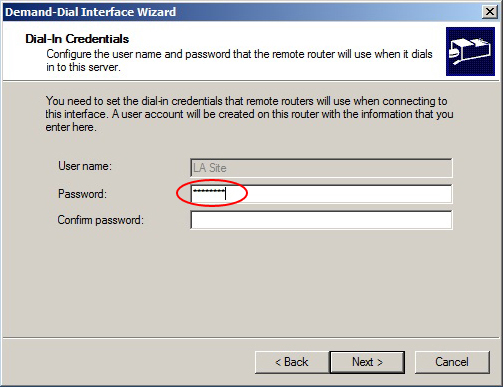 Demand-Dial Interface Wizard
Dial-In Credentials
Configure the user name and password that the remote router will use when it dials
in to this server.
You need to set the dial-in credentials that remote routers will use when connecting to
this interface. A user account will be created on this router with the information that you
enter here.
User name: LA Site
Password: ********
Confirm password:
< Back Next > Cancel